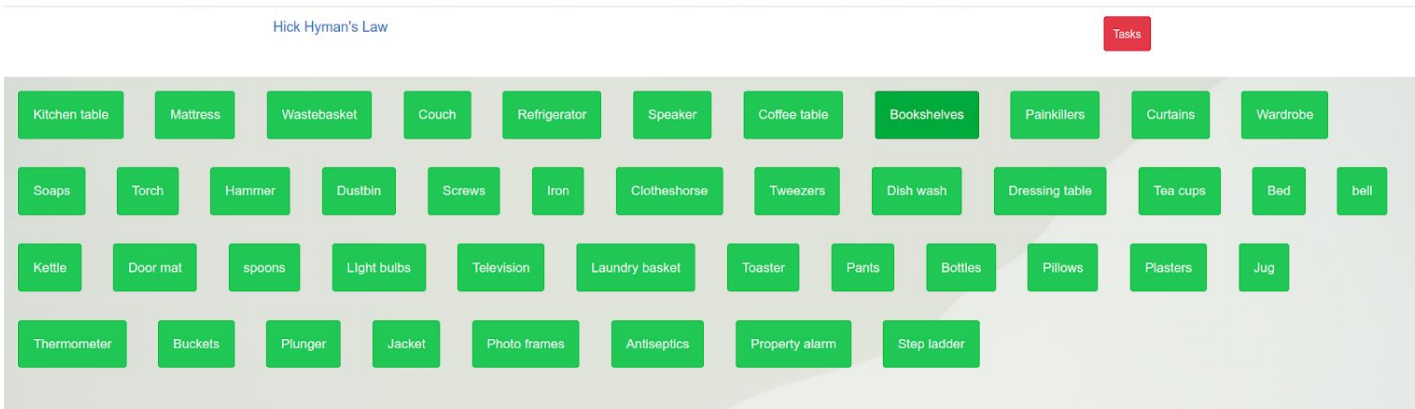 Hick Hyman's Law Tasks
Kitchen table Mattress Wastebasket Couch Refrigerator Speaker Coffee table Bookshelves Painkillers Curtains Wardrobe
Soaps Torch Hammer Dustbin Screws Iron Clotheshorse Tweezers Dish wash Dressing table Tea cups Bed bell
Kettle Door mat spoons LIght bulbs Television Laundry basket Toaster Pants Bottles Pillows Plasters Jug
Thermometer Buckets Plunger Jacket Photo frames Antiseptics Property alarm Step ladder